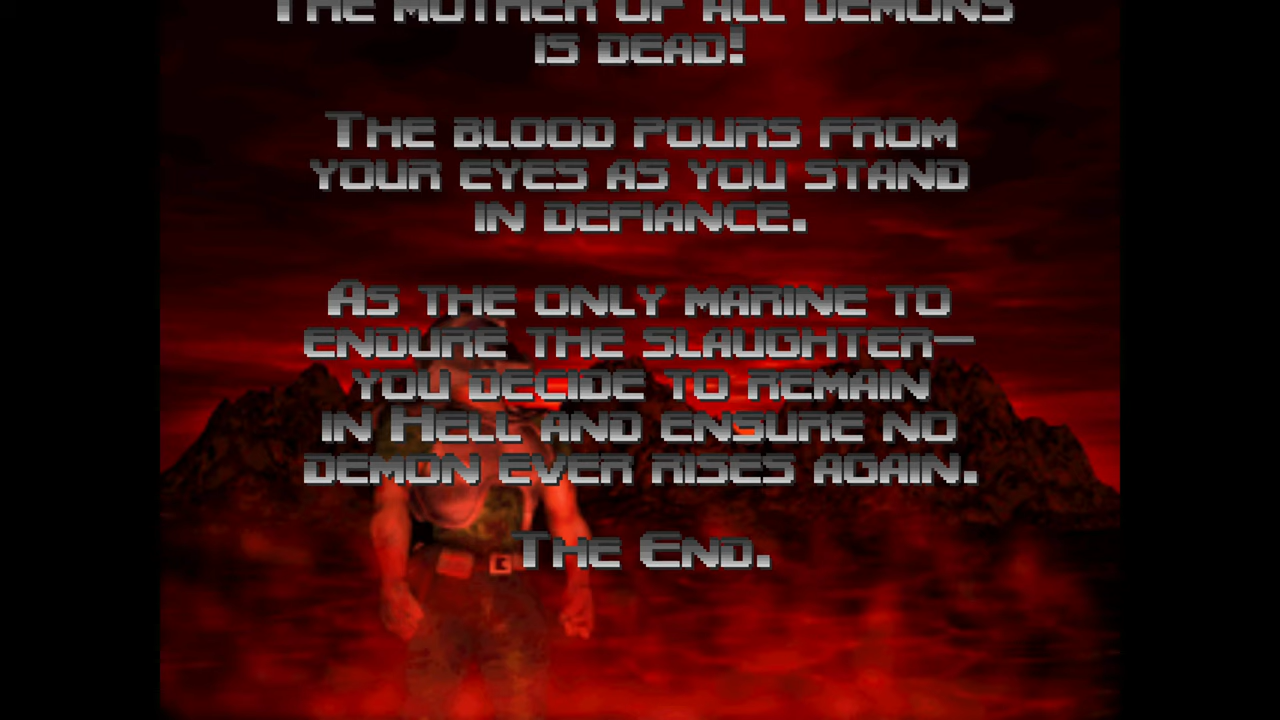 The mother of all demons
is dead!
The blood pours from
your eyes as you stand
in defiance.
As the only marine to
endure the slaughter—
you decide to remain
in Hell and ensure no
demon ever rises again.
The End.